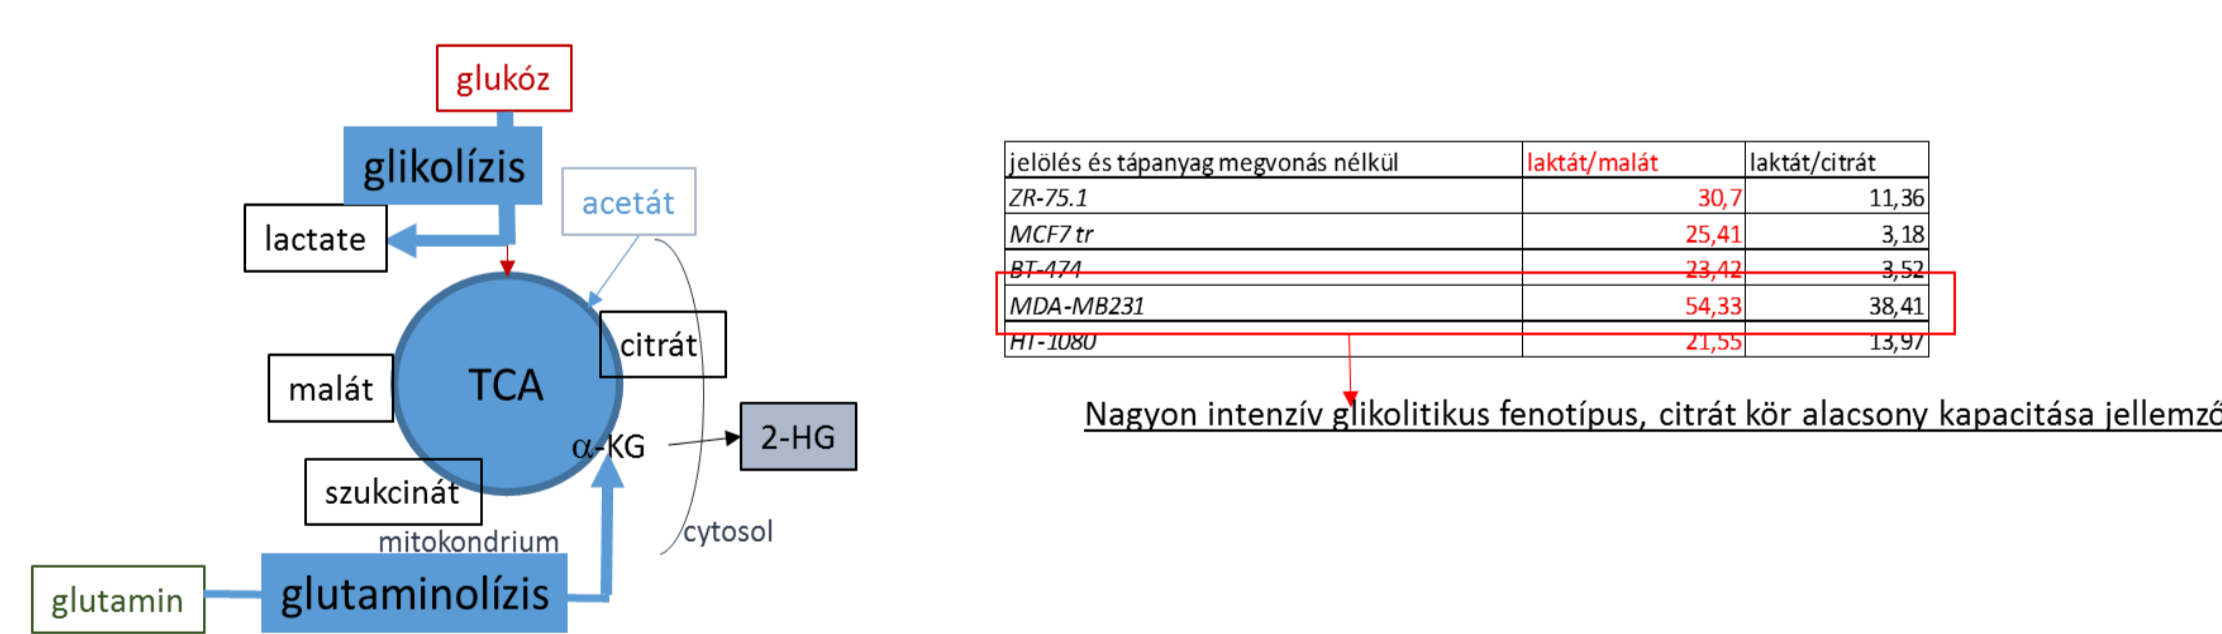 glukóz
glikolízis
acetát
lactate
citrát
malát
TCA
α-KG
2-HG
szukcinát
mitokondrium
cytosol
glutamin
glutaminolízis
jelölés és tápanyag megvonás nélkül laktát/malát laktát/citrát
ZR-75.1 30,7 11,36
MCF7 tr 25,41 3,18
BT-474 23,42 3,52
MDA-MB231 54,33 38,41
HT-1080 21,55 13,97
Nagyon intenzív glikolitikus fenotípus, citrát kör alacsony kapacitása jellemző